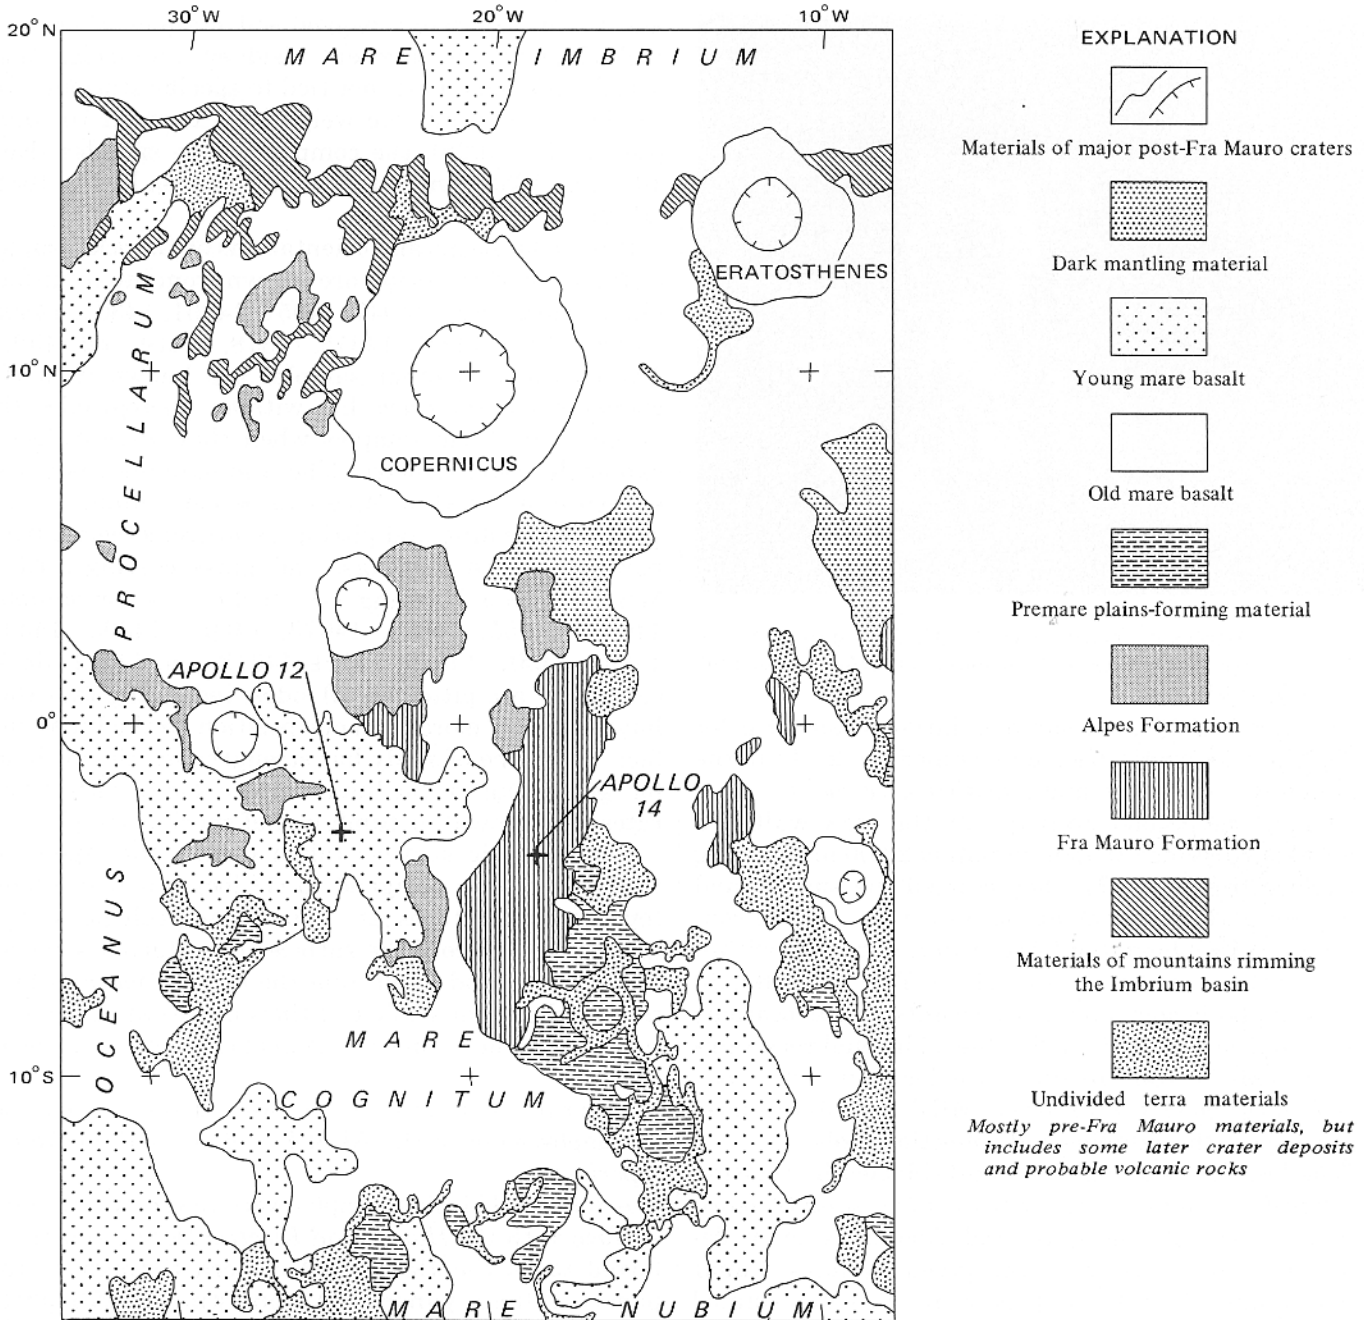 30°W
20°W
10°W
20°N
MARE IMBRIUM
EXPLANATION
Materials of major post-Fra Mauro craters
Dark mantling material
Young mare basalt
Old mare basalt
Premare plains-forming material
Alpes Formation
Fra Mauro Formation
Materials of mountains rimming
the Imbrium basin
Undivided terra materials
Mostly pre-Fra Mauro materials, but
includes some later crater deposits
and probable volcanic rocks
ERATOSTHENES
10°N
COPERNICUS
OCEANUS PROCELLARUM
APOLLO 12
0°
APOLLO
14
MARE
COGNITUM
10°S
MARE NUBIUM
10°W